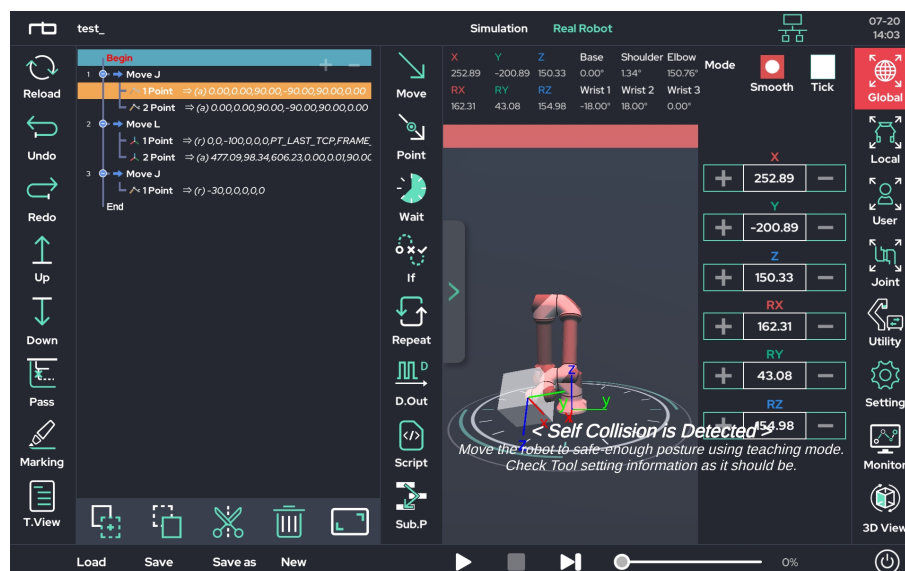 rb
test_
Simulation
Real Robot
07-20
14:03
Reload
Undo
Redo
Up
Down
Pass
Marking
T.View
Begin
+ −
1 Move J
1 Point ⇒ (a) 0.00,0.00,90.00,-90.00,90.00,0.00
2 Point ⇒ (a) 0.00,0.00,90.00,-90.00,90.00,0.00
2 Move L
1 Point ⇒ (r) 0,0,-100,0,0,0,PT_LAST_TCP,FRAME_
2 Point ⇒ (a) 477.09,98.34,606.23,0.00,0.01,90.00
3 Move J
1 Point ⇒ (r) -30,0,0,0,0,0
End
Move
Point
Wait
If
Repeat
D
D.Out
Script
Sub.P
X Y Z Base Shoulder Elbow
252.89 -200.89 150.33 0.00° 1.34° 150.76°
RX RY RZ Wrist 1 Wrist 2 Wrist 3
162.31 43.08 154.98 -18.00° 18.00° 0.00°
Mode
Smooth
Tick
X
+ 252.89 −
Y
+ -200.89 −
Z
+ 150.33 −
RX
+ 162.31 −
RY
+ 43.08 −
RZ
+ 154.98 −
Z
y
X
X
Z
< Self Collision is Detected >
Move the robot to safe-enough posture using teaching mode.
Check Tool setting information as it should be.
Global
Local
User
Joint
Utility
Setting
Monitor
3D View
Load
Save
Save as
New
0%